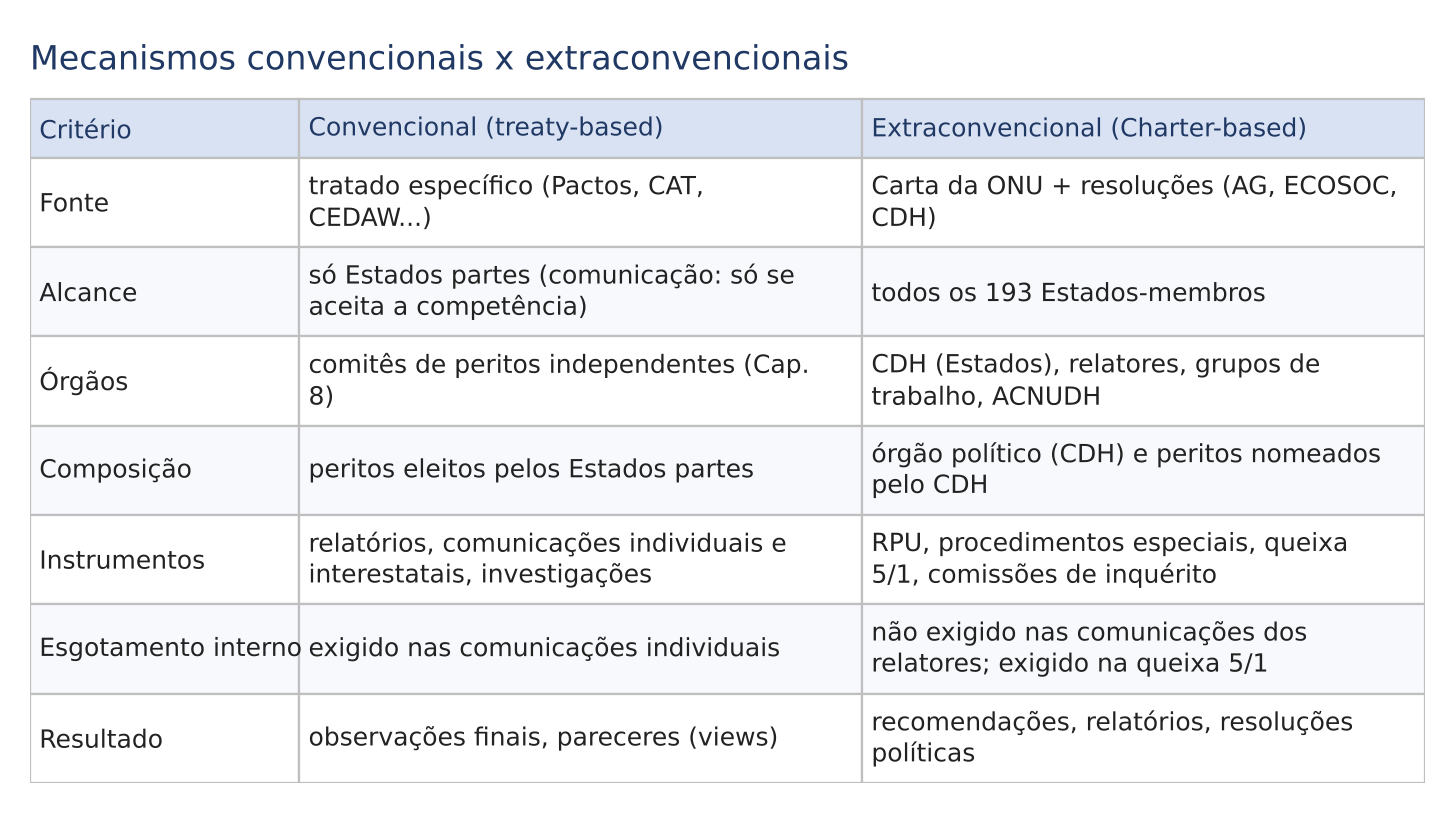 Mecanismos convencionais x extraconvencionais
Critério
Convencional (treaty-based)
Extraconvencional (Charter-based)
Fonte
tratado específico (Pactos, CAT,
CEDAW...)
Carta da ONU + resoluções (AG, ECOSOC,
CDH)
Alcance
só Estados partes (comunicação: só se
aceita a competência)
todos os 193 Estados-membros
Órgãos
comitês de peritos independentes (Cap.
8)
CDH (Estados), relatores, grupos de
trabalho, ACNUDH
Composição
peritos eleitos pelos Estados partes
órgão político (CDH) e peritos nomeados
pelo CDH
Instrumentos
relatórios, comunicações individuais e
interestatais, investigações
RPU, procedimentos especiais, queixa
5/1, comissões de inquérito
Esgotamento interno
exigido nas comunicações individuais
não exigido nas comunicações dos
relatores; exigido na queixa 5/1
Resultado
observações finais, pareceres (views)
recomendações, relatórios, resoluções
políticas